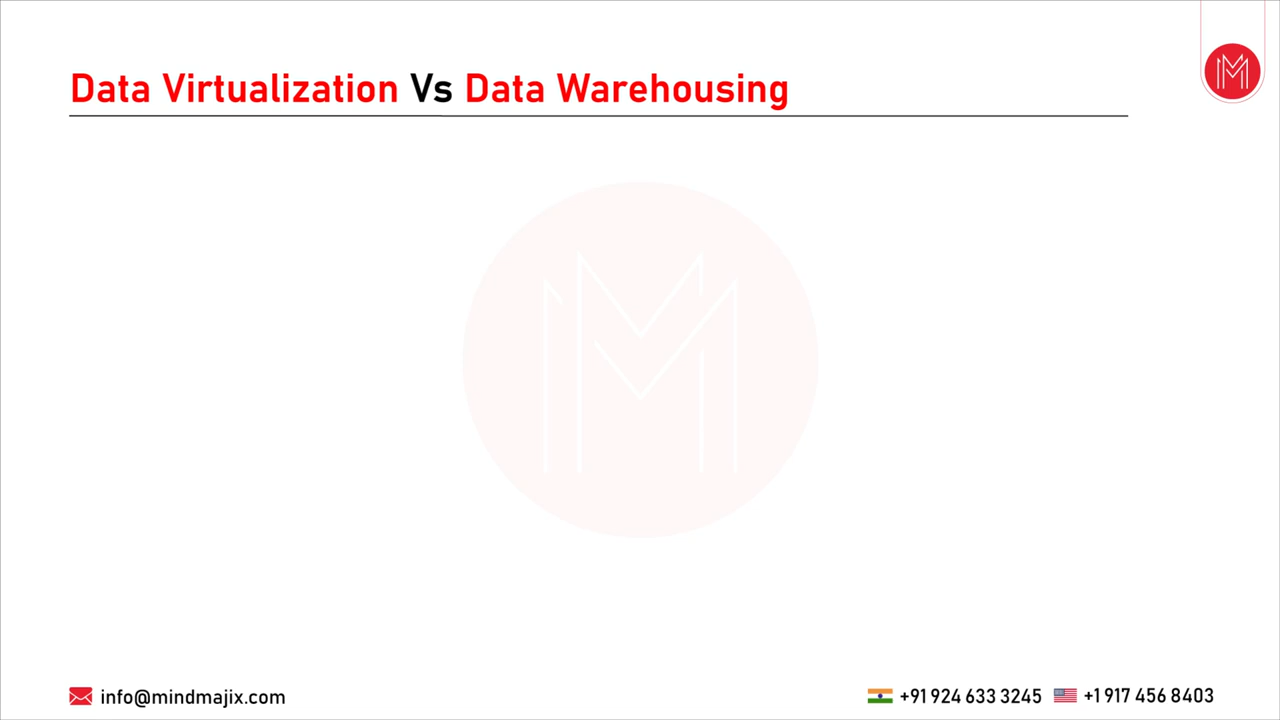 Data Virtualization Vs Data Warehousing
info@mindmajix.com
+91 924 633 3245
+1 917 456 8403